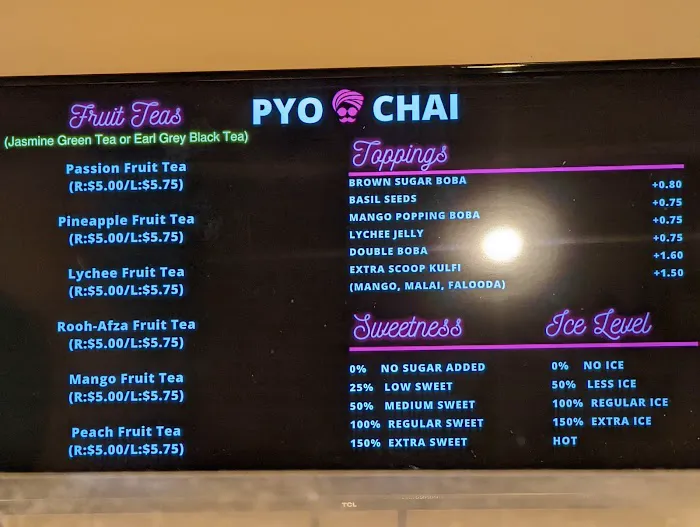 Fruit Teas
(Jasmine Green Tea or Earl Grey Black Tea)
Passion Fruit Tea
(R:$5.00/L:$5.75)
Pineapple Fruit Tea
(R:$5.00/L:$5.75)
Lychee Fruit Tea
(R:$5.00/L:$5.75)
Rooh-Afza Fruit Tea
(R:$5.00/L:$5.75)
Mango Fruit Tea
(R:$5.00/L:$5.75)
Peach Fruit Tea
(R:$5.00/L:$5.75)
PYO CHAI
Toppings
BROWN SUGAR BOBA +0.80
BASIL SEEDS +0.75
MANGO POPPING BOBA +0.75
LYCHEE JELLY +0.75
DOUBLE BOBA +1.60
EXTRA SCOOP KULFI +1.50
(MANGO, MALAI, FALOODA)
Sweetness
0% NO SUGAR ADDED
25% LOW SWEET
50% MEDIUM SWEET
100% REGULAR SWEET
150% EXTRA SWEET
Ice Level
0% NO ICE
50% LESS ICE
100% REGULAR ICE
150% EXTRA ICE
HOT
TCL